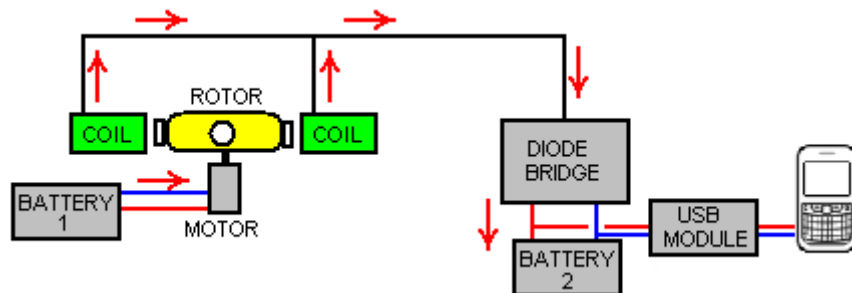 ROTOR
COIL
COIL
DIODE
BRIDGE
BATTERY
1
MOTOR
USB
MODULE
BATTERY
2